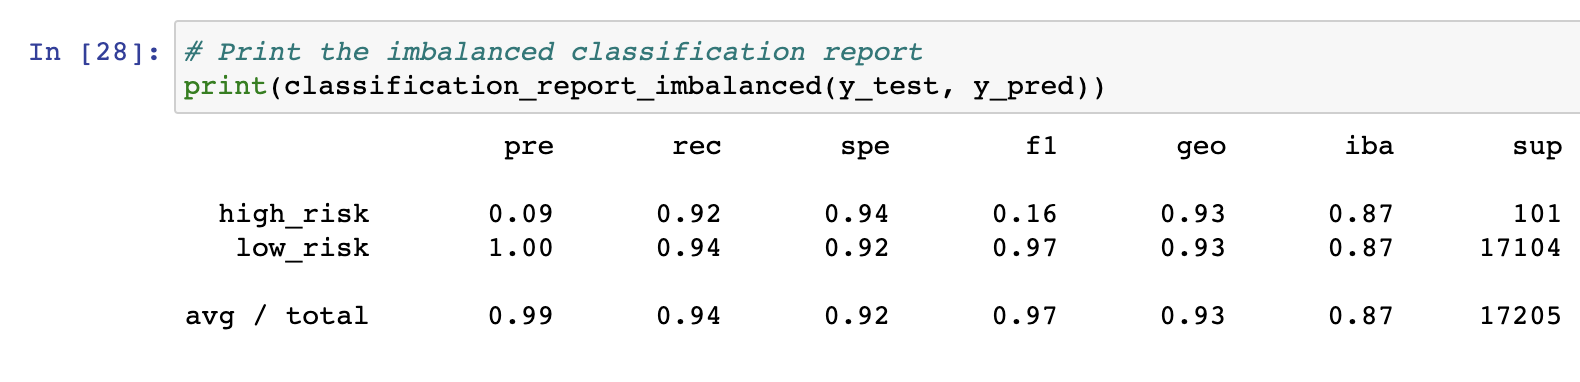 In [28]: # Print the imbalanced classification report
print(classification_report_imbalanced(y_test, y_pred))
pre rec spe f1 geo iba sup
high_risk 0.09 0.92 0.94 0.16 0.93 0.87 101
low_risk 1.00 0.94 0.92 0.97 0.93 0.87 17104
avg / total 0.99 0.94 0.92 0.97 0.93 0.87 17205